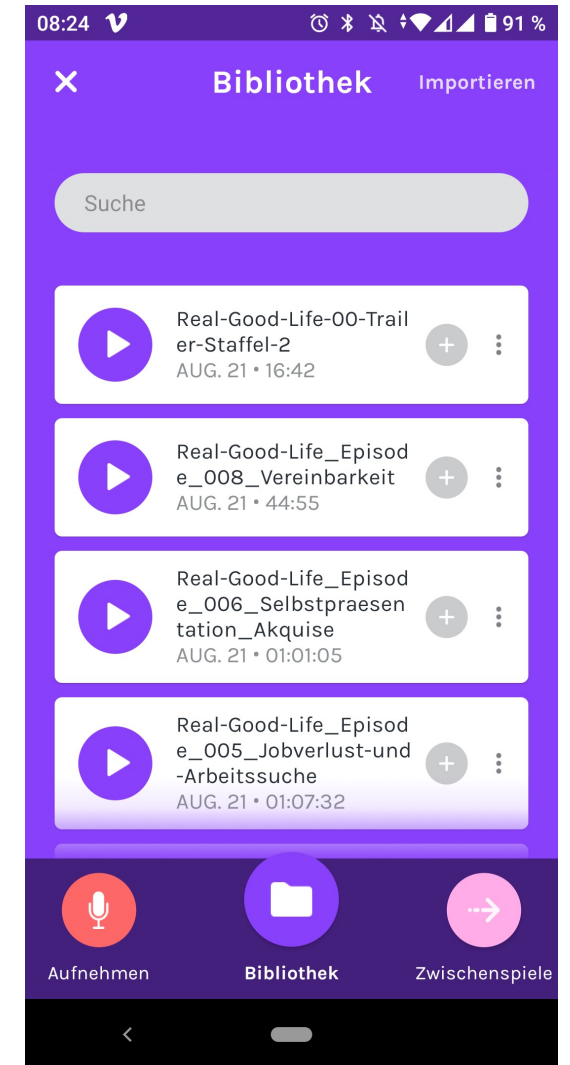 08:24 91 %
Bibliothek Importieren
Suche
Real-Good-Life-00-Trail
er-Staffel-2
AUG. 21 • 16:42
Real-Good-Life_Episod
e_008_Vereinbarkeit
AUG. 21 • 44:55
Real-Good-Life_Episod
e_006_Selbstpraesen
tation_Akquise
AUG. 21 • 01:01:05
Real-Good-Life_Episod
e_005_Jobverlust-und
-Arbeitssuche
AUG. 21 • 01:07:32
Aufnehmen Bibliothek Zwischenspiele